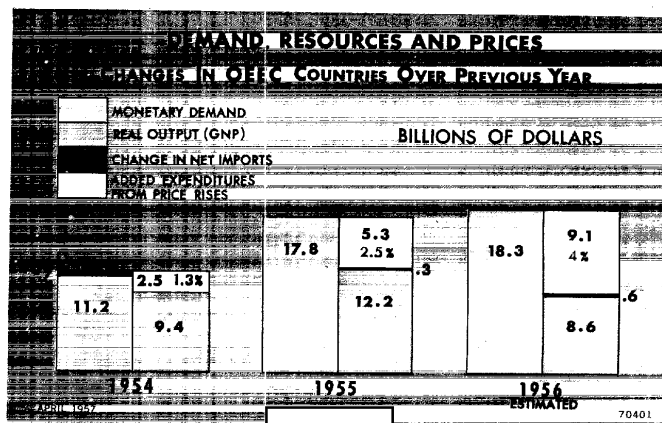 DEMAND, RESOURCES AND PRICES
CHANGES IN OEEC COUNTRIES OVER PREVIOUS YEAR
MONETARY DEMAND
REAL OUTPUT (GNP)
BILLIONS OF DOLLARS
CHANGE IN NET IMPORTS
ADDED EXPENDITURES
FROM PRICE RISES
11.2
2.5 1.3%
9.4
17.8
5.3
2.5%
.3
12.2
18.3
9.1
4%
.6
8.6
1954
1955
1956
ESTIMATED
APRIL 1957
70401